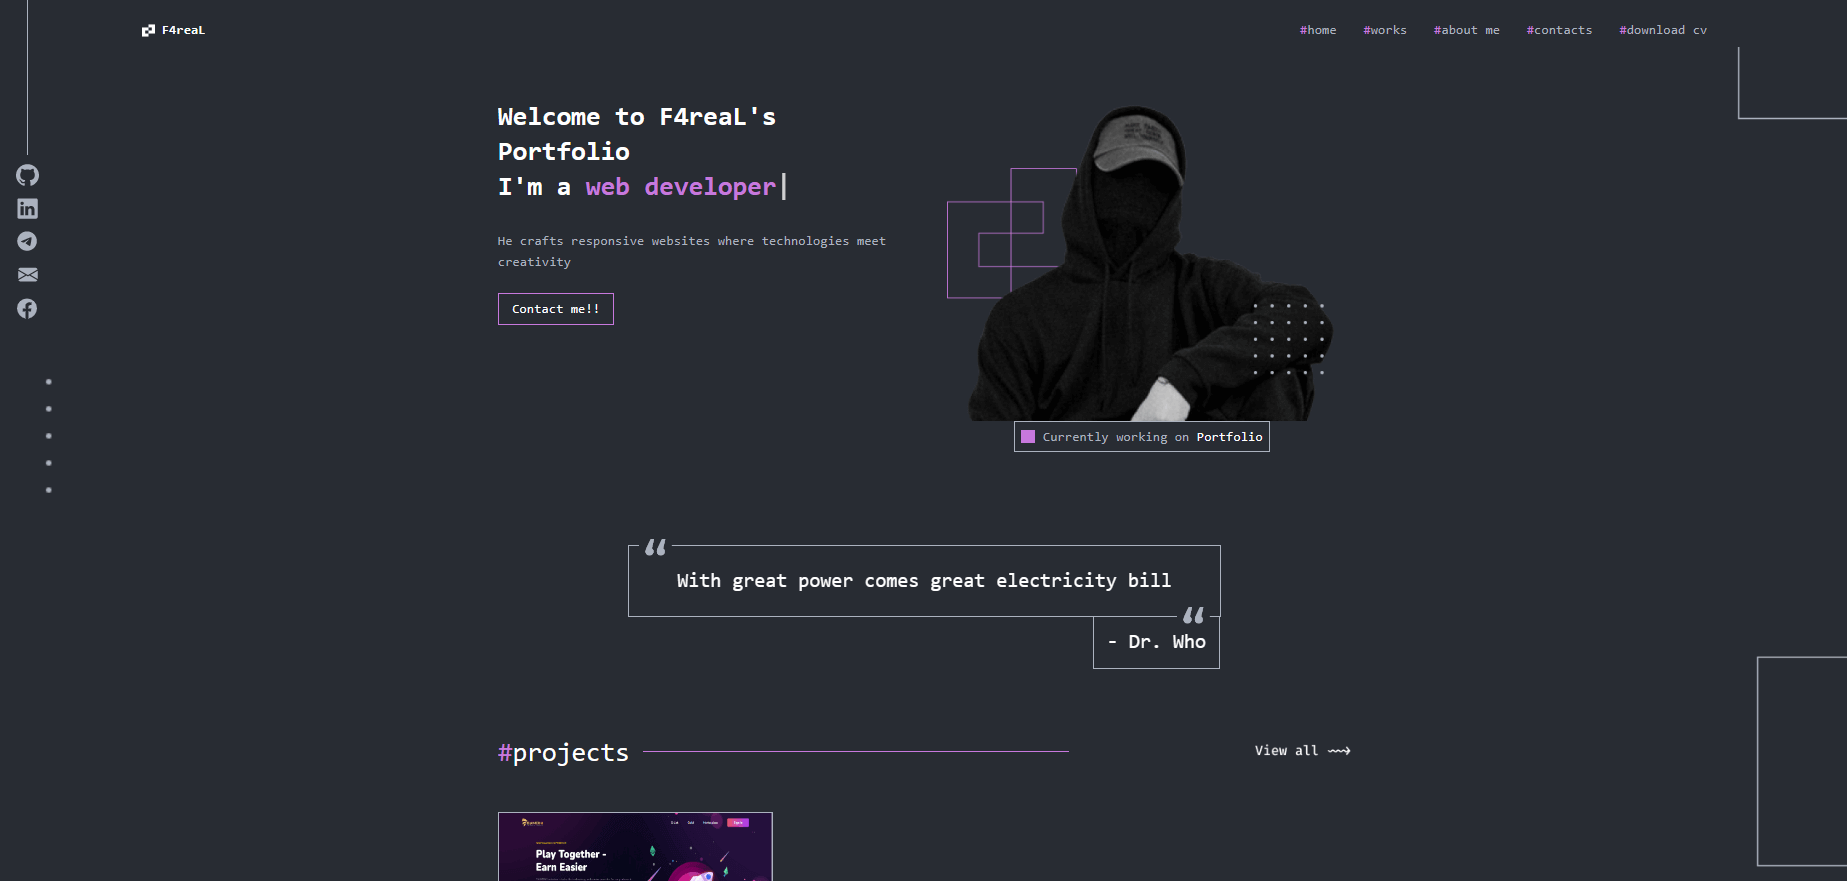 F4reaL
#home
#works
#about me
#contacts
#download cv
Welcome to F4reaL's
Portfolio
I'm a web developer
He crafts responsive websites where technologies meet
creativity
Contact me!!
Currently working on Portfolio
“
With great power comes great electricity bill
“
- Dr. Who
#projects
View all
Play Together -
Earn Easier